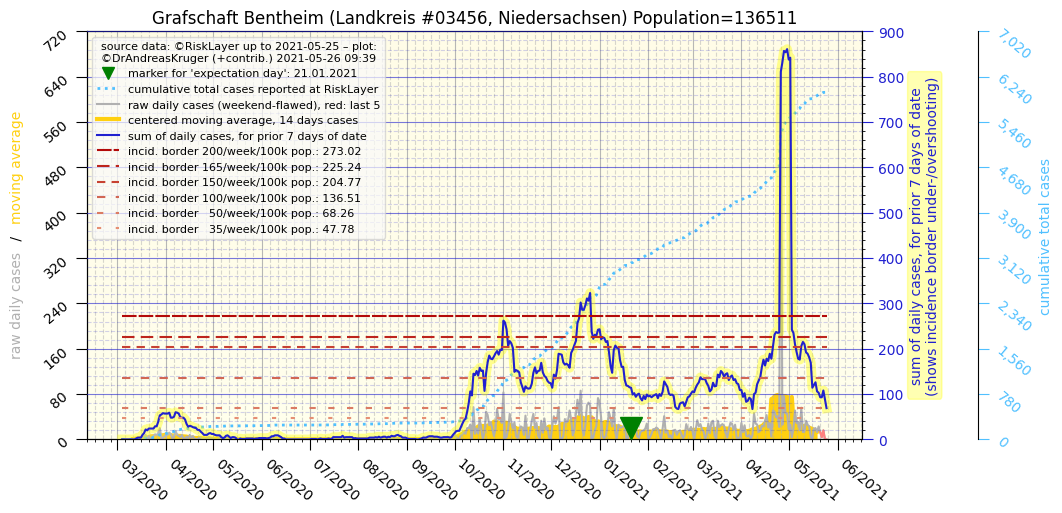 Grafschaft Bentheim (Landkreis #03456, Niedersachsen) Population=136511
source data: ©RiskLayer up to 2021-05-25 – plot:
©DrAndreasKruger (+contrib.) 2021-05-26 09:39
marker for 'expectation day': 21.01.2021
cumulative total cases reported at RiskLayer
raw daily cases (weekend-flawed), red: last 5
centered moving average, 14 days cases
sum of daily cases, for prior 7 days of date
incid. border 200/week/100k pop.: 273.02
incid. border 165/week/100k pop.: 225.24
incid. border 150/week/100k pop.: 204.77
incid. border 100/week/100k pop.: 136.51
incid. border 50/week/100k pop.: 68.26
incid. border 35/week/100k pop.: 47.78
raw daily cases / moving average
720
640
560
480
400
320
240
160
80
0
03/2020
04/2020
05/2020
06/2020
07/2020
08/2020
09/2020
10/2020
11/2020
12/2020
01/2021
02/2021
03/2021
04/2021
05/2021
06/2021
900
800
700
600
500
400
300
200
100
0
sum of daily cases, for prior 7 days of date
(shows incidence border under-/overshooting)
7,020
6,240
5,460
4,680
3,900
3,120
2,340
1,560
780
0
cumulative total cases